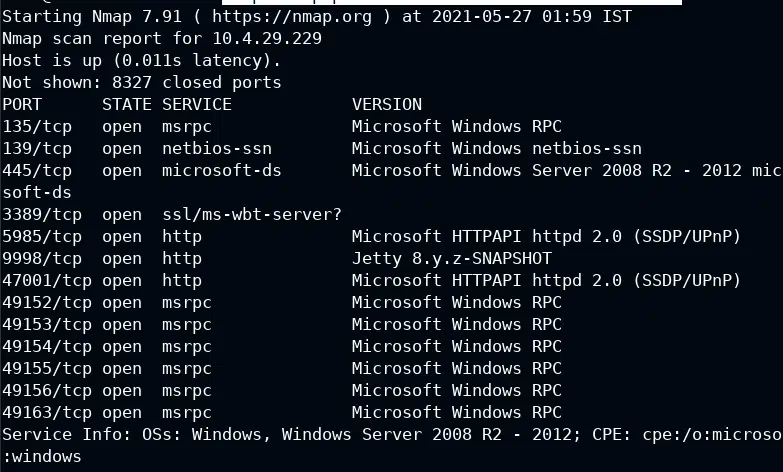 Starting Nmap 7.91 ( https://nmap.org ) at 2021-05-27 01:59 IST
Nmap scan report for 10.4.29.229
Host is up (0.011s latency).
Not shown: 8327 closed ports
PORT      STATE SERVICE            VERSION
135/tcp   open  msrpc              Microsoft Windows RPC
139/tcp   open  netbios-ssn        Microsoft Windows netbios-ssn
445/tcp   open  microsoft-ds       Microsoft Windows Server 2008 R2 - 2012 mic
soft-ds
3389/tcp  open  ssl/ms-wbt-server?
5985/tcp  open  http               Microsoft HTTPAPI httpd 2.0 (SSDP/UPnP)
9998/tcp  open  http               Jetty 8.y.z-SNAPSHOT
47001/tcp open  http               Microsoft HTTPAPI httpd 2.0 (SSDP/UPnP)
49152/tcp open  msrpc              Microsoft Windows RPC
49153/tcp open  msrpc              Microsoft Windows RPC
49154/tcp open  msrpc              Microsoft Windows RPC
49155/tcp open  msrpc              Microsoft Windows RPC
49156/tcp open  msrpc              Microsoft Windows RPC
49163/tcp open  msrpc              Microsoft Windows RPC
Service Info: OSs: Windows, Windows Server 2008 R2 - 2012; CPE: cpe:/o:microso
:windows